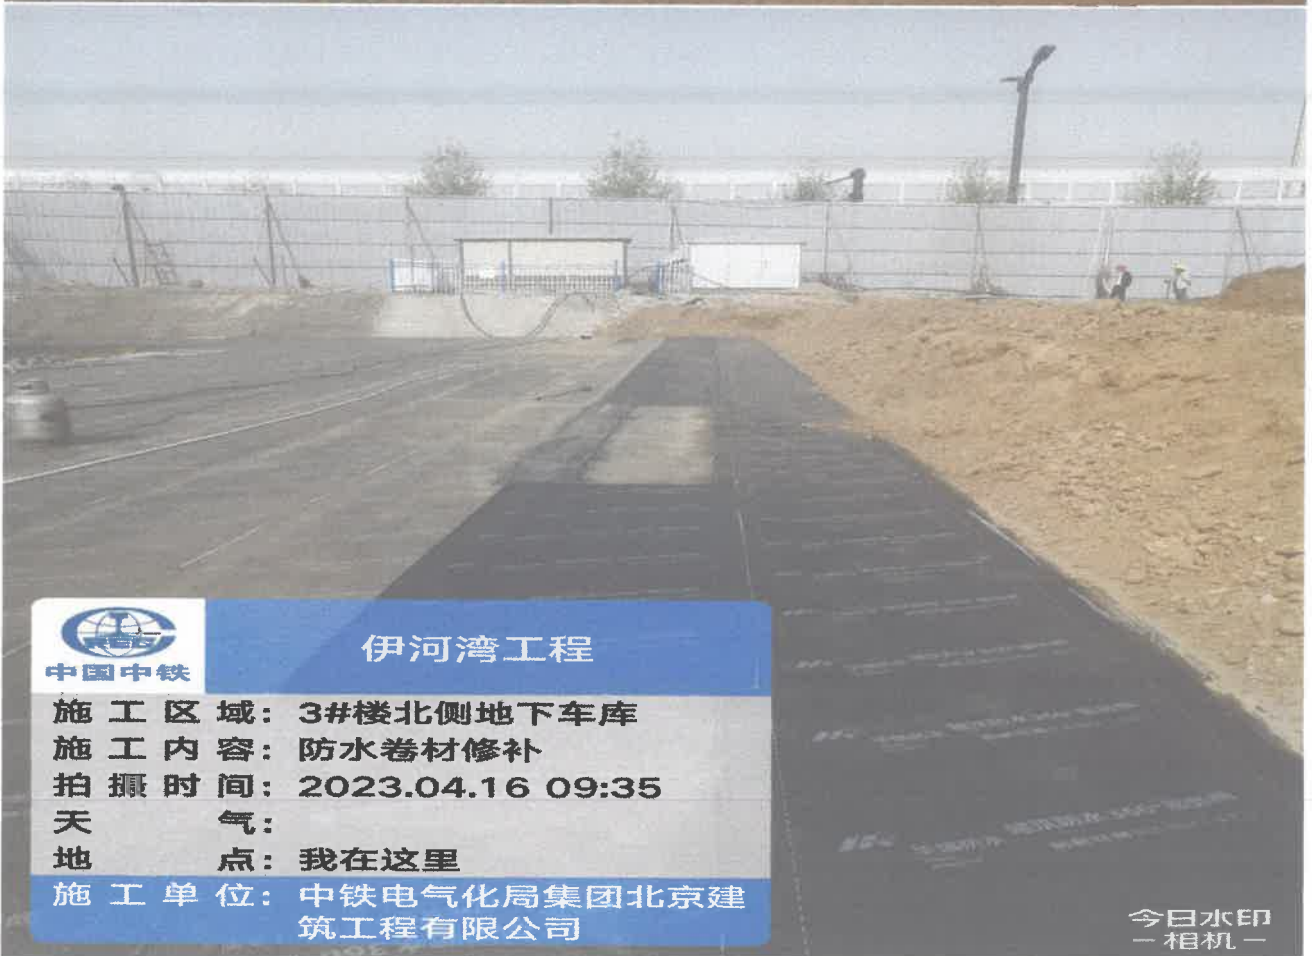 CREC
中国中铁
伊河湾工程
施工区域: 3#楼北侧地下车库
施工内容: 防水卷材修补
拍摄时间: 2023.04.16 09:35
天气:
地点: 我在这里
施工单位: 中铁电气化局集团北京建
筑工程有限公司
今日水印
-相机-